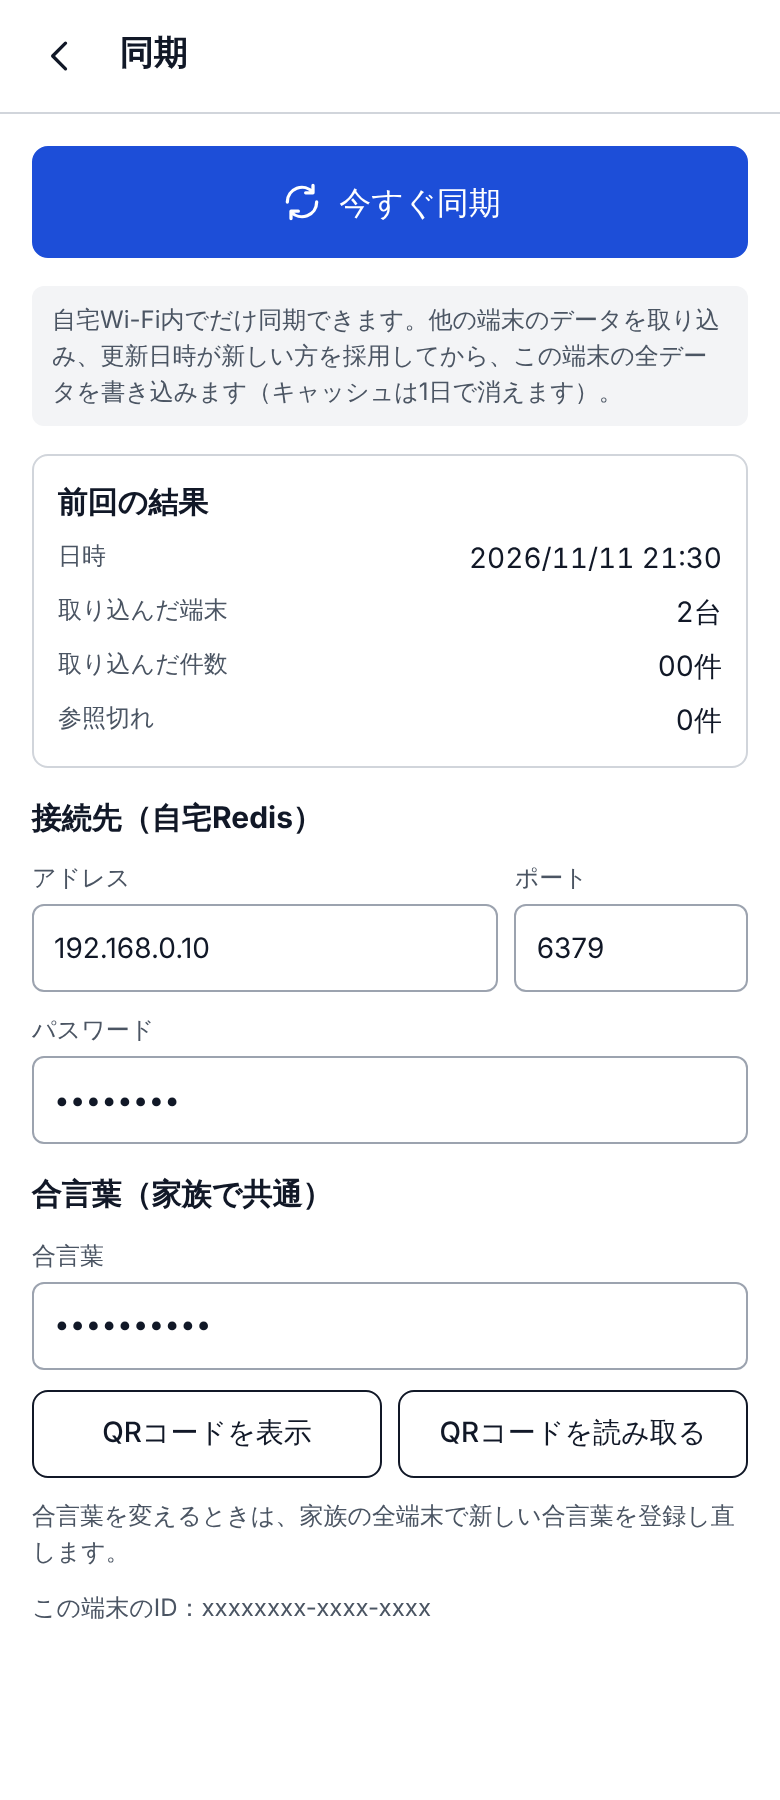 同期
今すぐ同期
自宅Wi-Fi内でだけ同期できます。他の端末のデータを取り込
み、更新日時が新しい方を採用してから、この端末の全デー
タを書き込みます（キャッシュは1日で消えます）。
前回の結果
日時 2026/11/11 21:30
取り込んだ端末 2台
取り込んだ件数 00件
参照切れ 0件
接続先（自宅Redis）
アドレス ポート
192.168.0.10 6379
パスワード
••••••••
合言葉（家族で共通）
合言葉
••••••••••
QRコードを表示 QRコードを読み取る
合言葉を変えるときは、家族の全端末で新しい合言葉を登録し直
します。
この端末のID：xxxxxxxx-xxxx-xxxx